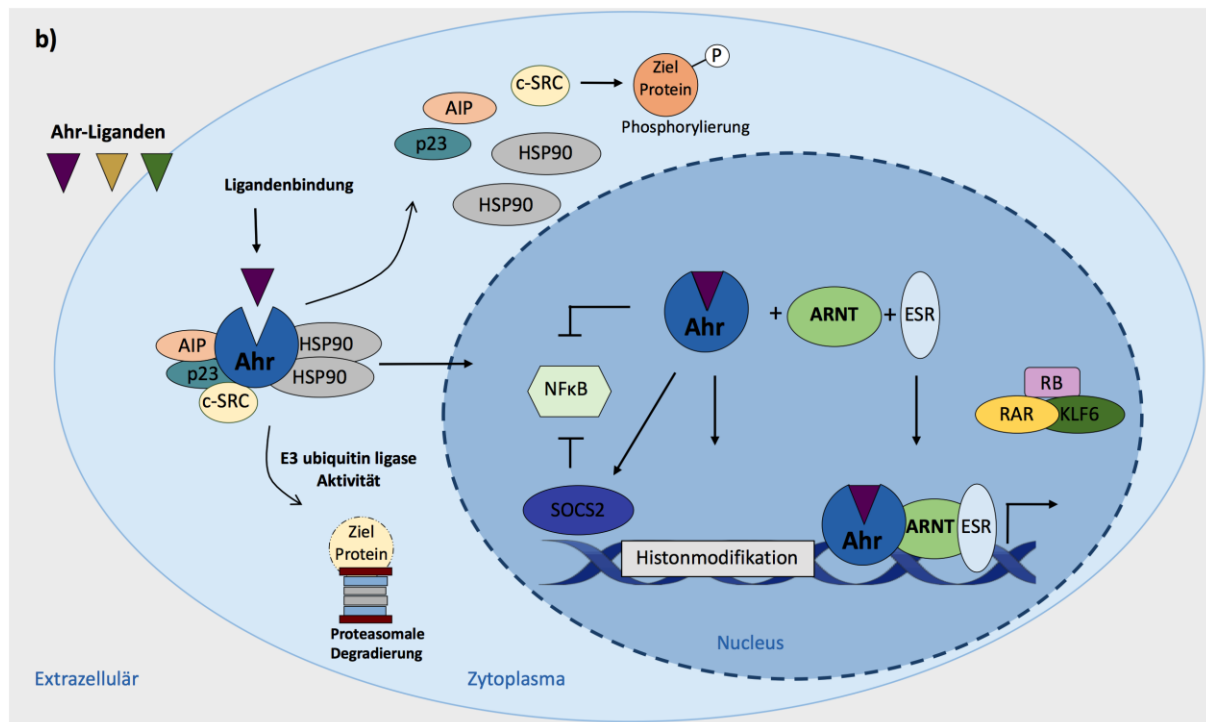 b)
Ahr-Liganden
Ligandenbindung
AIP
p23
c-SRC
HSP90
HSP90
Ziel
Protein
P
Phosphorylierung
AIP
p23
c-SRC
Ahr
HSP90
HSP90
E3 ubiquitin ligase
Aktivität
Ziel
Protein
Proteasomale
Degradierung
Ahr
+
ARNT
+
ESR
NFκB
SOCS2
RB
RAR
KLF6
Histonmodifikation
Ahr
ARNT
ESR
Nucleus
Zytoplasma
Extrazellulär